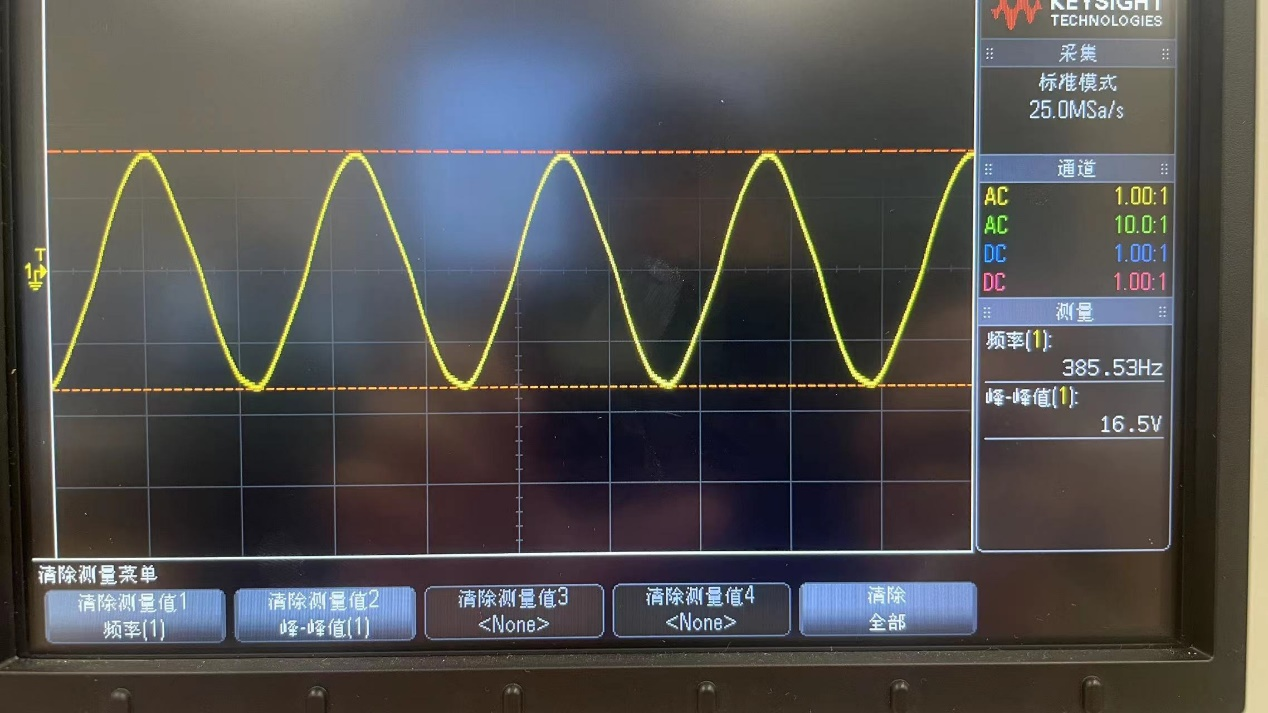 KEYSIGHT
TECHNOLOGIES
采集
标准模式
25.0MSa/s
通道
AC 1.00:1
AC 10.0:1
DC 1.00:1
DC 1.00:1
测量
频率(1):
385.53Hz
峰-峰值(1):
16.5V
T
1
清除测量菜单
清除测量值1
频率(1)
清除测量值2
峰-峰值(1)
清除测量值3
<None>
清除测量值4
<None>
清除
全部